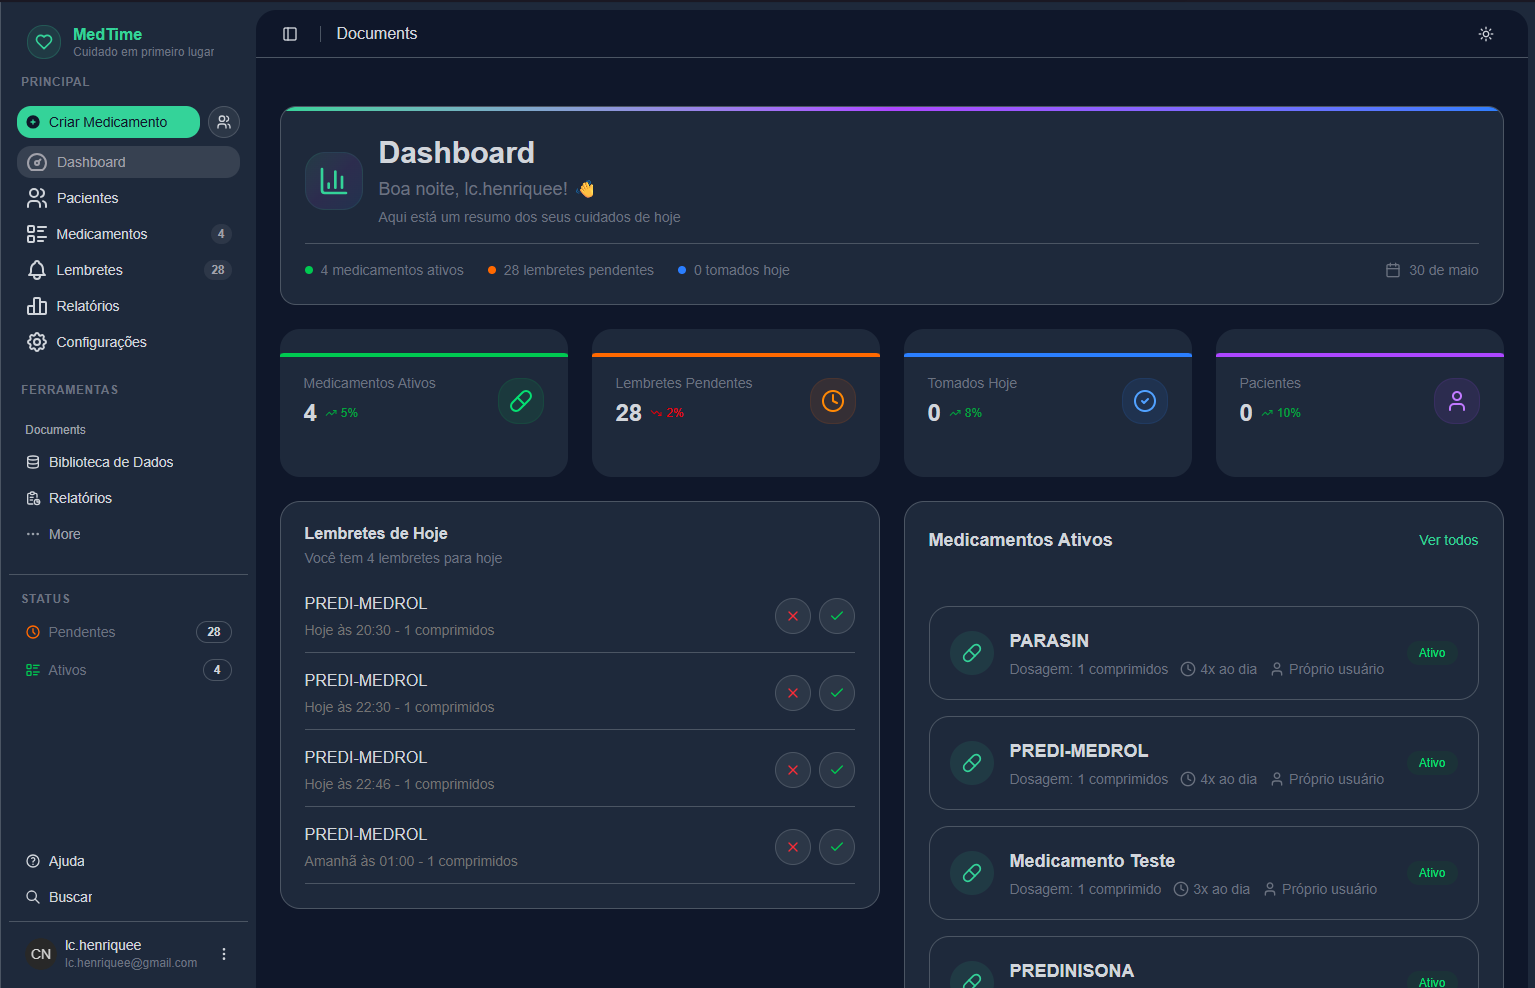 MedTime
Cuidado em primeiro lugar
PRINCIPAL
Criar Medicamento
Dashboard
Pacientes
Medicamentos 4
Lembretes 28
Relatórios
Configurações
FERRAMENTAS
Documents
Biblioteca de Dados
Relatórios
More
STATUS
Pendentes 28
Ativos 4
Ajuda
Buscar
CN
lc.henriquee
lc.henriquee@gmail.com
Documents
Dashboard
Boa noite, lc.henriquee! 👋
Aqui está um resumo dos seus cuidados de hoje
4 medicamentos ativos 28 lembretes pendentes 0 tomados hoje 30 de maio
Medicamentos Ativos
4 5%
Lembretes Pendentes
28 2%
Tomados Hoje
0 8%
Pacientes
0 10%
Lembretes de Hoje
Você tem 4 lembretes para hoje
PREDI-MEDROL
Hoje às 20:30 - 1 comprimidos
PREDI-MEDROL
Hoje às 22:30 - 1 comprimidos
PREDI-MEDROL
Hoje às 22:46 - 1 comprimidos
PREDI-MEDROL
Amanhã às 01:00 - 1 comprimidos
Medicamentos Ativos Ver todos
PARASIN
Dosagem: 1 comprimidos 4x ao dia Próprio usuário
Ativo
PREDI-MEDROL
Dosagem: 1 comprimidos 4x ao dia Próprio usuário
Ativo
Medicamento Teste
Dosagem: 1 comprimido 3x ao dia Próprio usuário
Ativo
PREDINISONA
Ativo